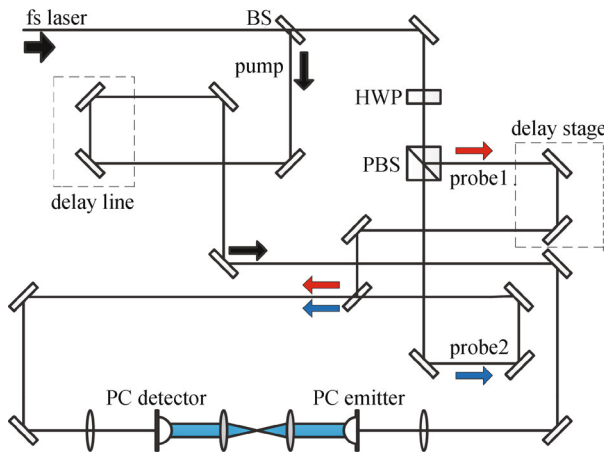 fs laser
BS
pump
HWP
delay stage
PBS
probe1
delay line
probe2
PC detector
PC emitter